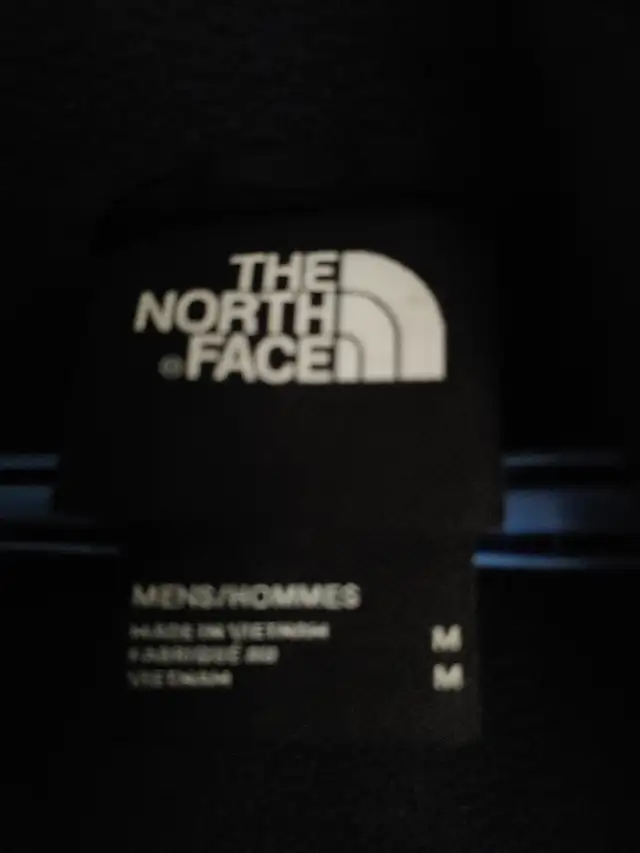 THE
NORTH
FACE
MENS/HOMMES
MADE IN VIETNAM
FABRIQUÉ AU
VIETNAM
M
M